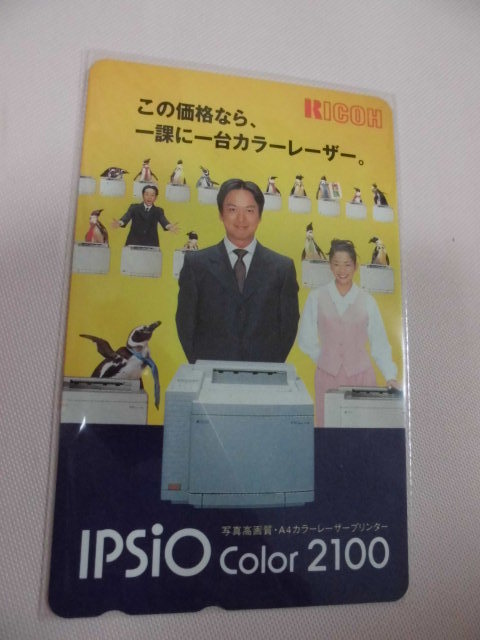 RICOH
この価格なら、
一課に一台カラーレーザー。
写真高画質・A4カラーレーザープリンター
IPSiO Color 2100